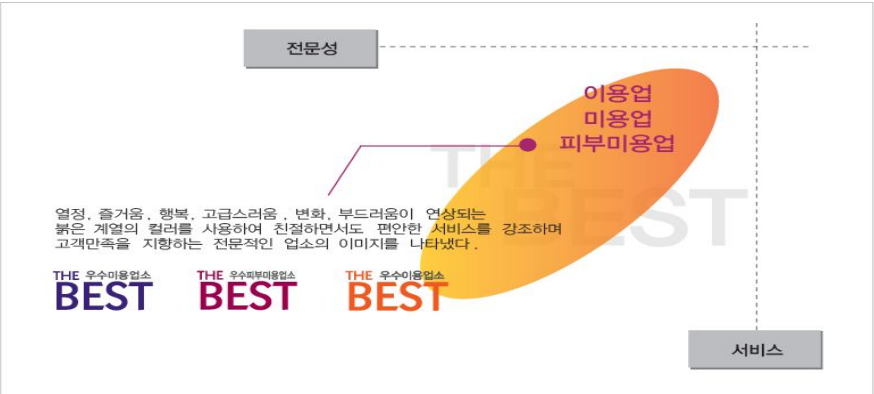 전문성
이용업
미용업
피부미용업
THE
BEST
열정, 즐거움, 행복, 고급스러움, 변화, 부드러움이 연상되는
붉은 계열의 컬러를 사용하여 친절하면서도 편안한 서비스를 강조하며
고객만족을 지향하는 전문적인 업소의 이미지를 나타냈다.
THE 우수미용업소
BEST
THE 우수피부미용업소
BEST
THE 우수이용업소
BEST
서비스